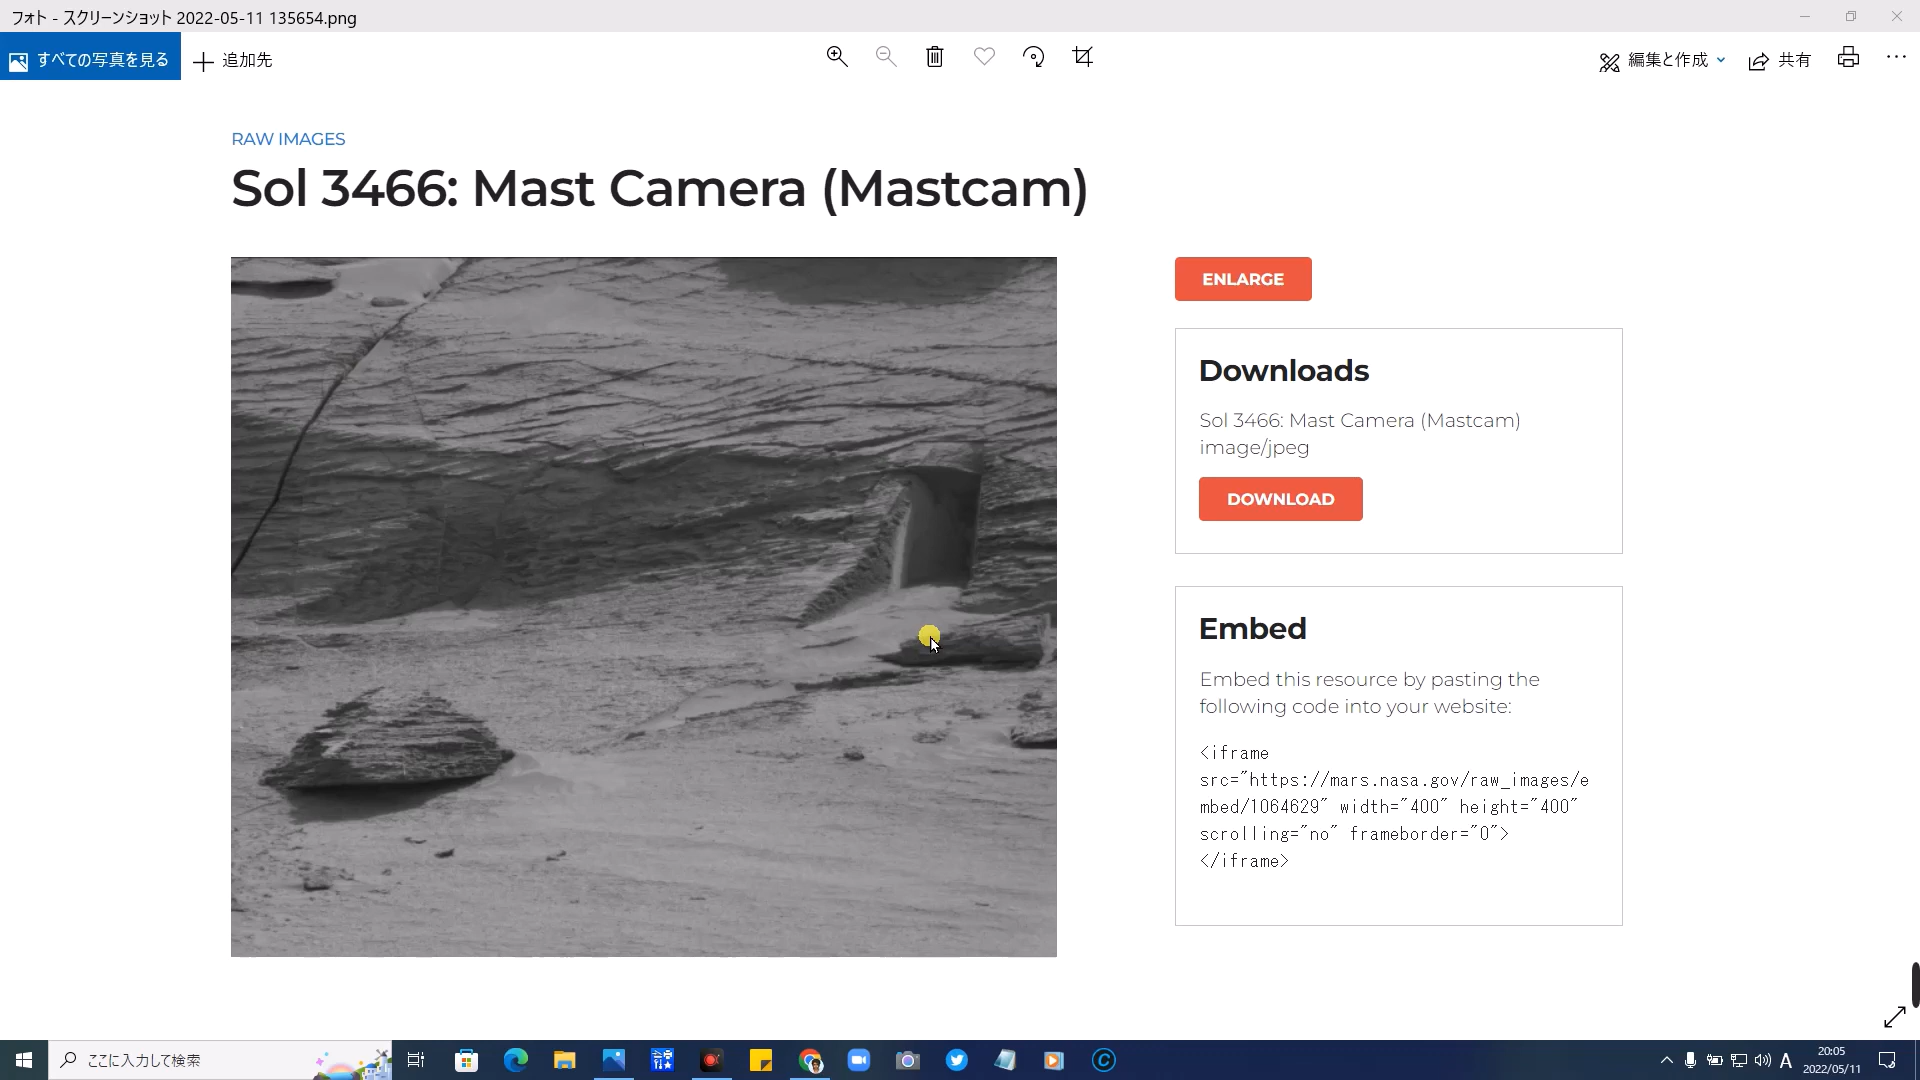 フォト - スクリーンショット 2022-05-11 135654.png
すべての写真を見る
追加先
編集と作成
共有
RAW IMAGES
Sol 3466: Mast Camera (Mastcam)
ENLARGE
Downloads
Sol 3466: Mast Camera (Mastcam)
image/jpeg
DOWNLOAD
Embed
Embed this resource by pasting the
following code into your website:
<iframe
src="https://mars.nasa.gov/raw_images/e
mbed/1064629" width="400" height="400"
scrolling="no" frameborder="0">
</iframe>
ここに入力して検索
A
20:05
2022/05/11